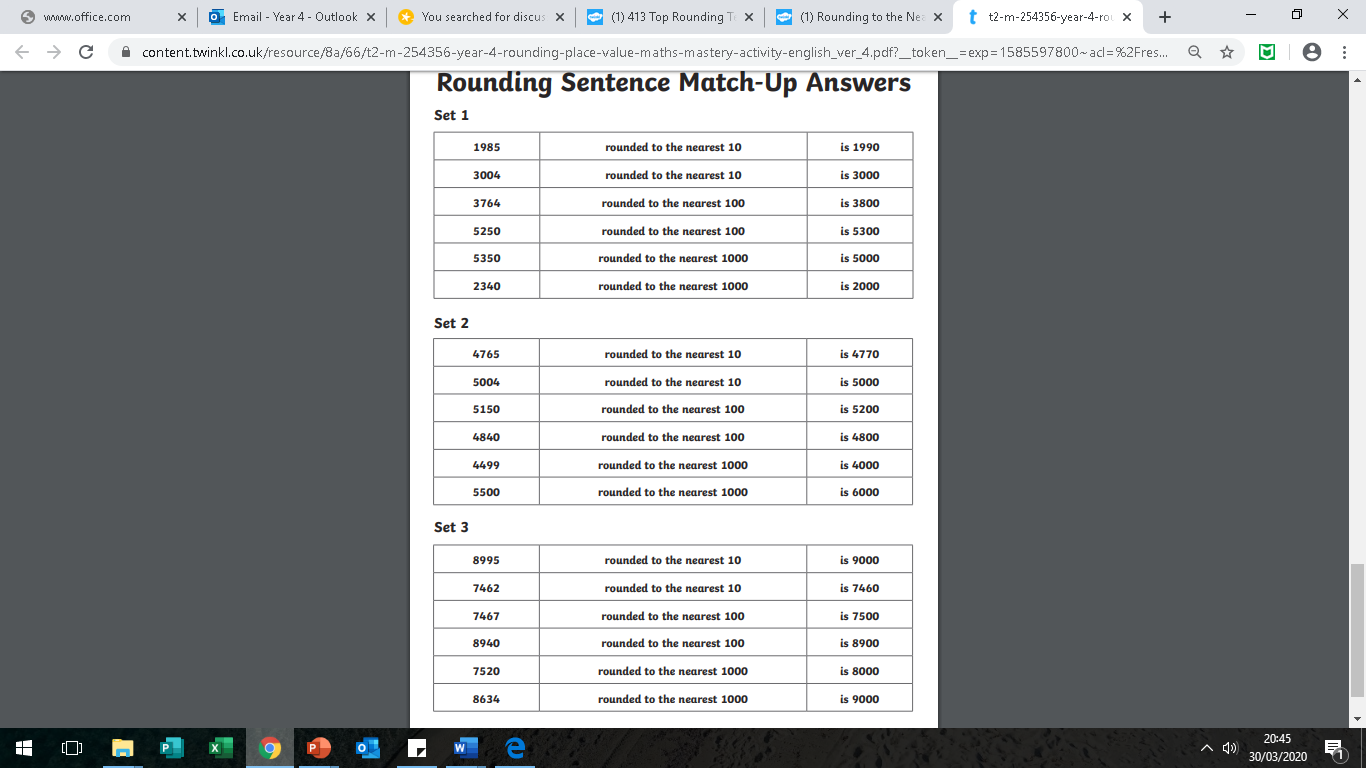 www.office.com
Email - Year 4 - Outlook
You searched for discus
(1) 413 Top Rounding T
(1) Rounding to the Nea
t2-m-254356-year-4-rou
content.twinkl.co.uk/resource/8a/66/t2-m-254356-year-4-rounding-place-value-maths-mastery-activity-english_ver_4.pdf?__token__=exp=1585597800~acl=%2Fres...
Rounding Sentence Match-Up Answers
Set 1
1985 rounded to the nearest 10 is 1990
3004 rounded to the nearest 10 is 3000
3764 rounded to the nearest 100 is 3800
5250 rounded to the nearest 100 is 5300
5350 rounded to the nearest 1000 is 5000
2340 rounded to the nearest 1000 is 2000
Set 2
4765 rounded to the nearest 10 is 4770
5004 rounded to the nearest 10 is 5000
5150 rounded to the nearest 100 is 5200
4840 rounded to the nearest 100 is 4800
4499 rounded to the nearest 1000 is 4000
5500 rounded to the nearest 1000 is 6000
Set 3
8995 rounded to the nearest 10 is 9000
7462 rounded to the nearest 10 is 7460
7467 rounded to the nearest 100 is 7500
8940 rounded to the nearest 100 is 8900
7520 rounded to the nearest 1000 is 8000
8634 rounded to the nearest 1000 is 9000
20:45
30/03/2020
1